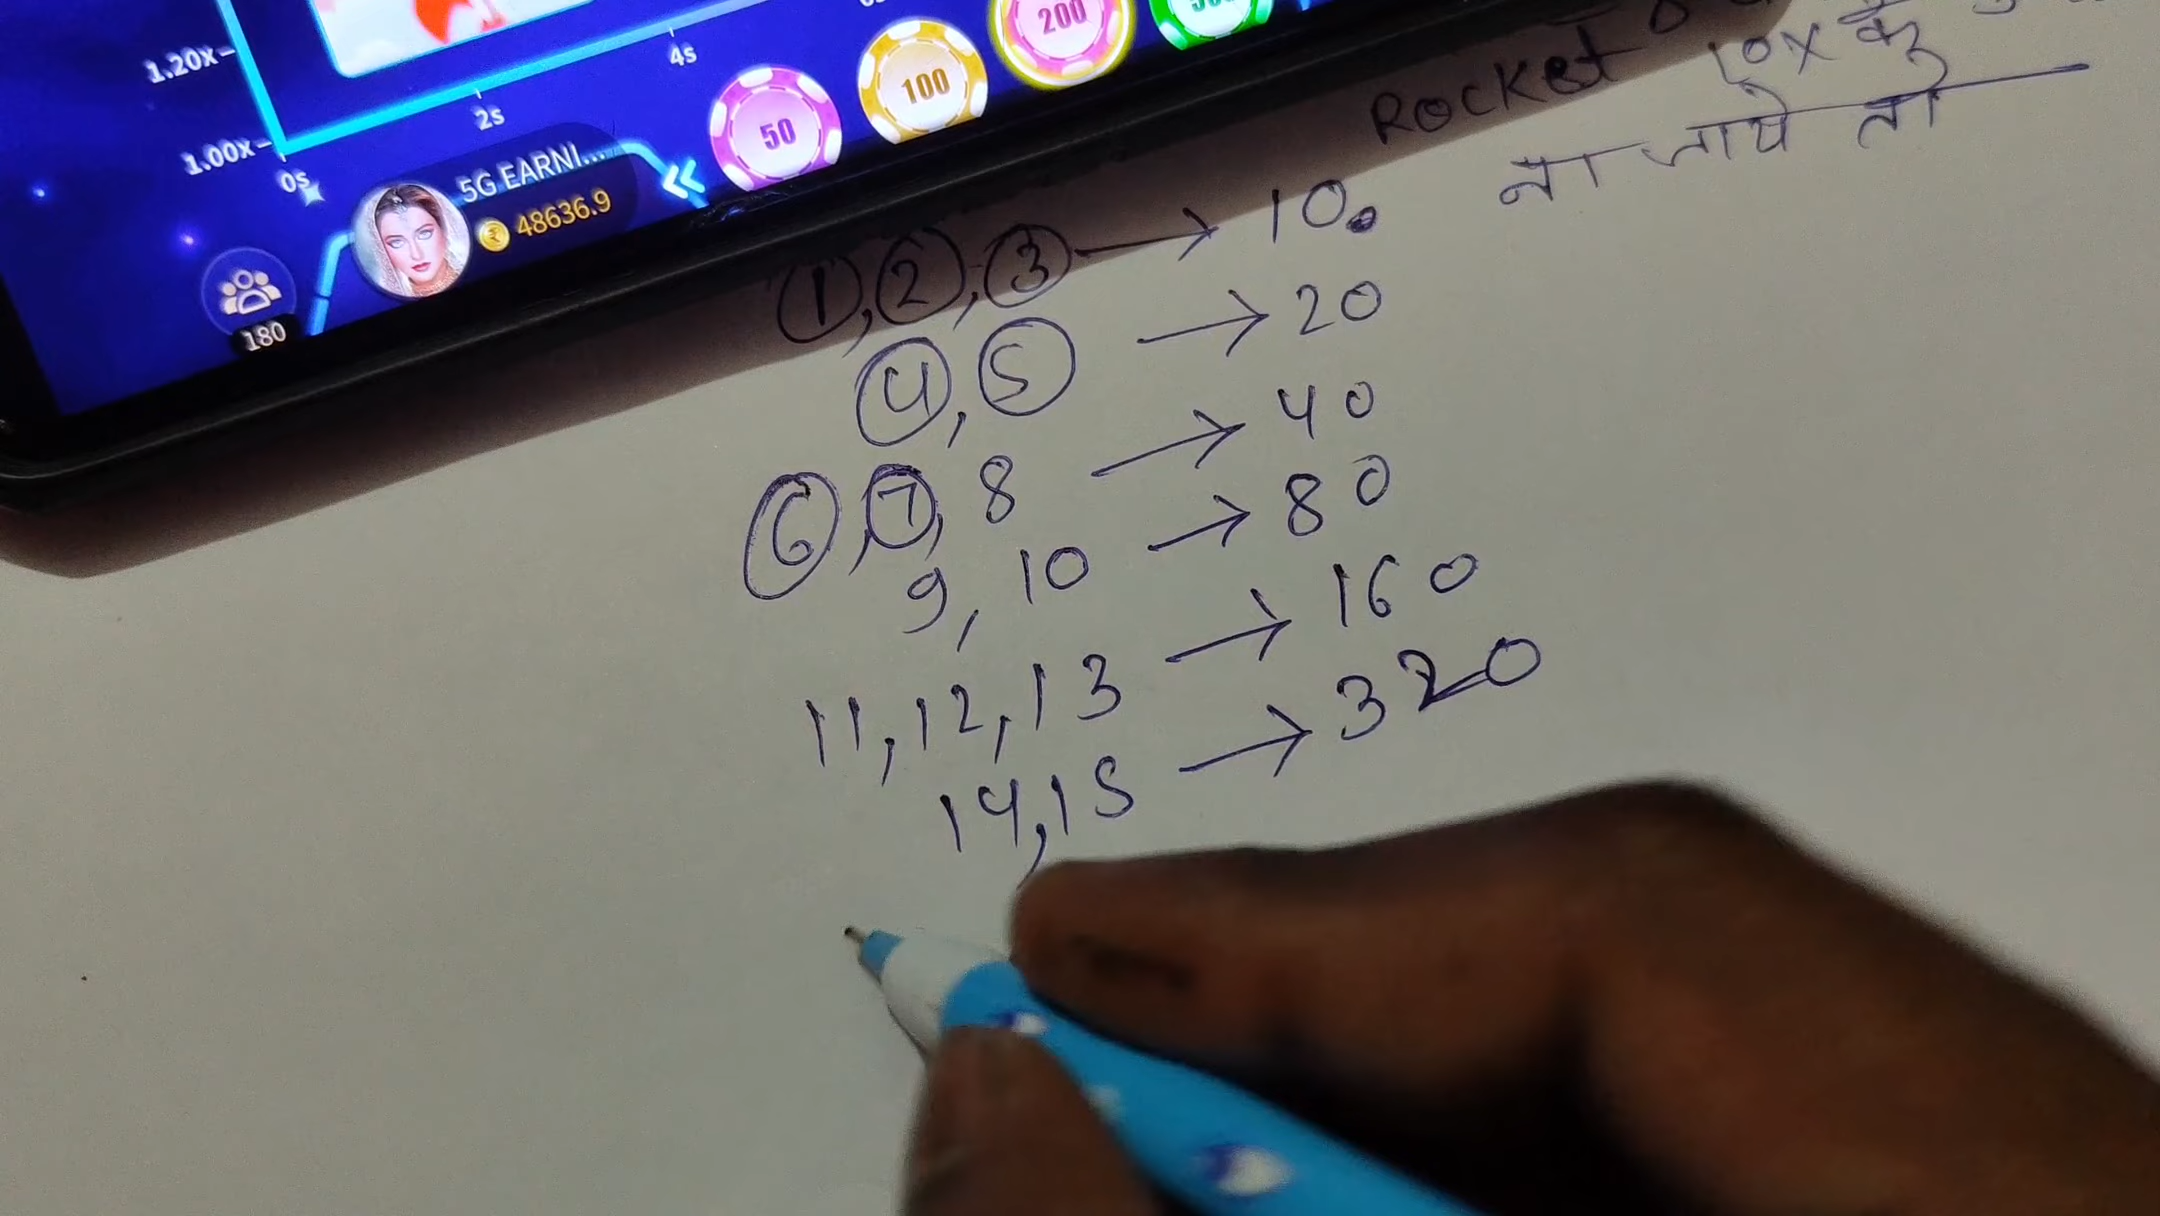 1.20x
4s
200
2s
100
1.00x
50
0s
5G EARNI...
48636.9
180
Rocket
10x के
ना जाये तो
1, 2, 3 → 10
4, 5 → 20
6, 7, 8 → 40
9, 10 → 80
11, 12, 13 → 160
14, 15 → 320